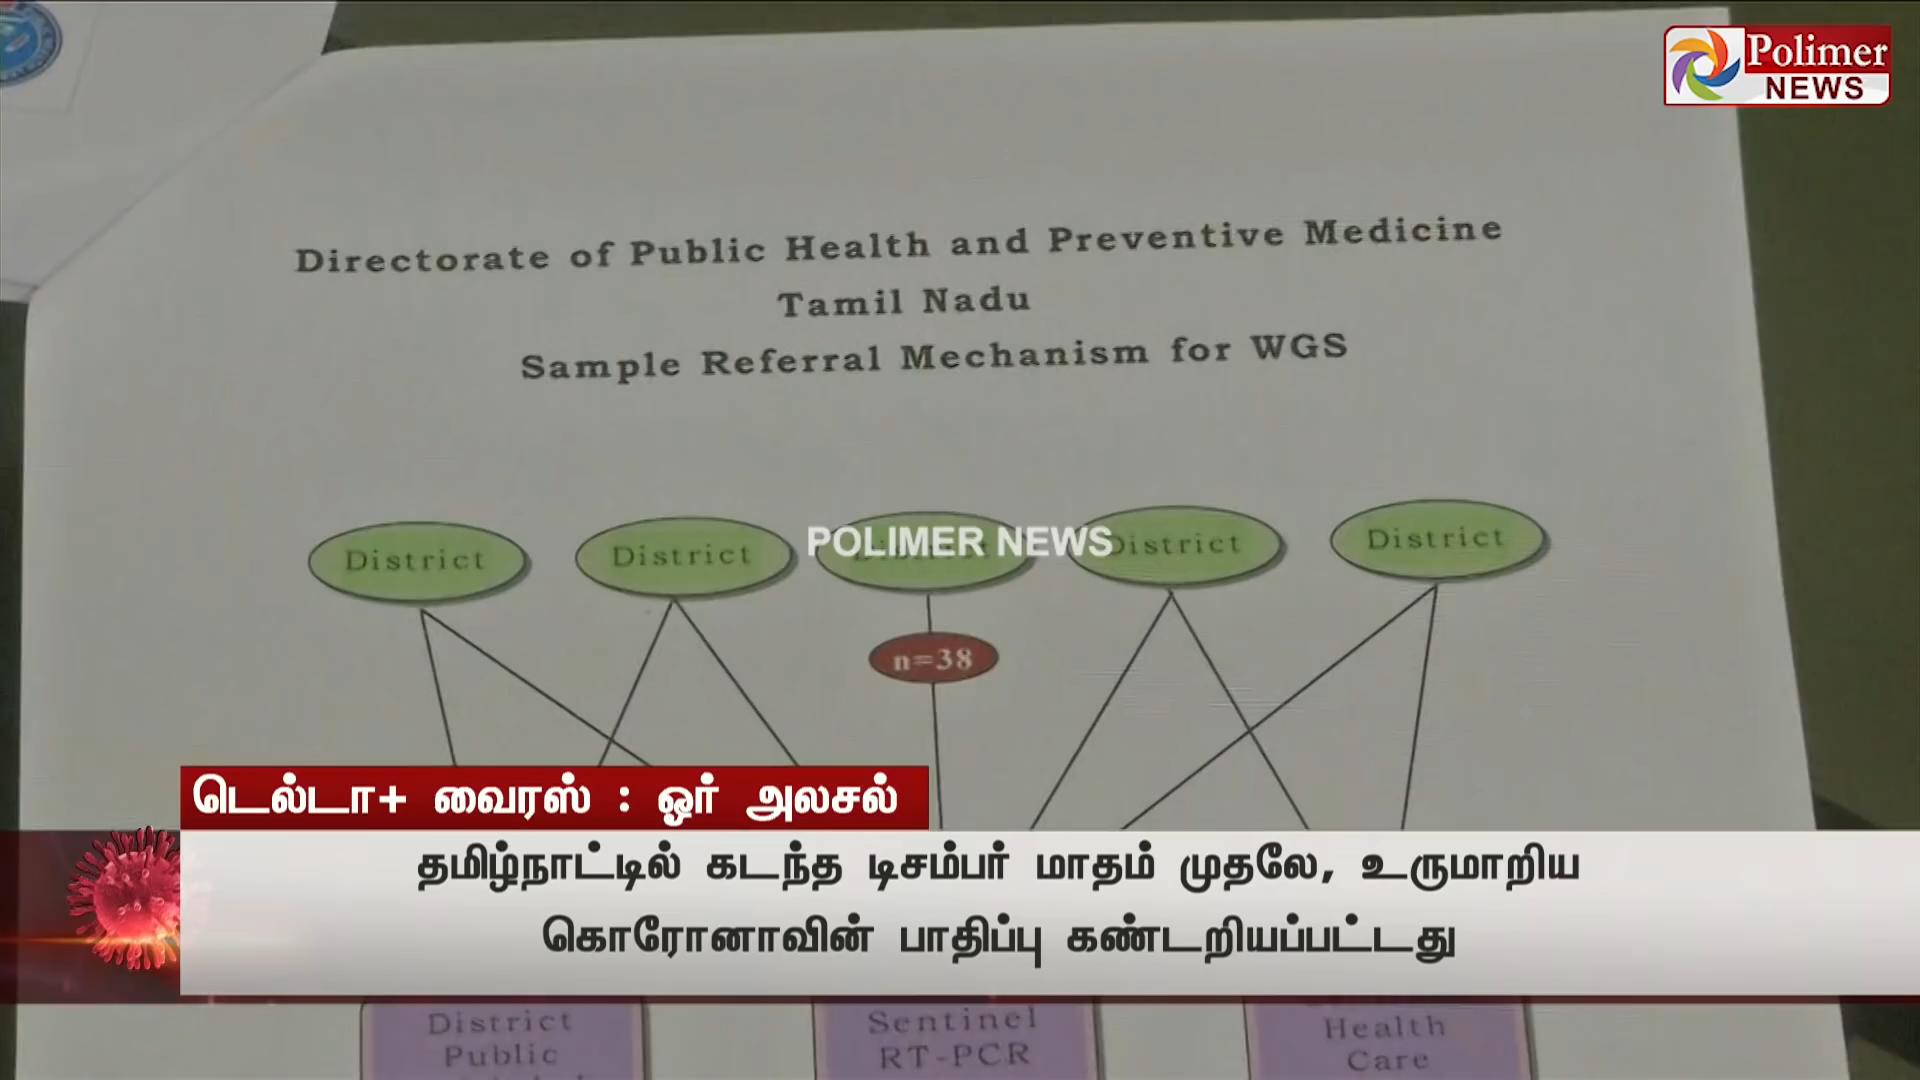 Polimer
NEWS
Directorate of Public Health and Preventive Medicine
Tamil Nadu
Sample Referral Mechanism for WGS
District
District
District
District
POLIMER NEWS
n=38
டெல்டா+ வைரஸ் : ஓர் அலசல்
தமிழ்நாட்டில் கடந்த டிசம்பர் மாதம் முதலே, உருமாறிய
கொரோனாவின் பாதிப்பு கண்டறியப்பட்டது
District
Public
Sentinel
RT-PCR
Health
Care